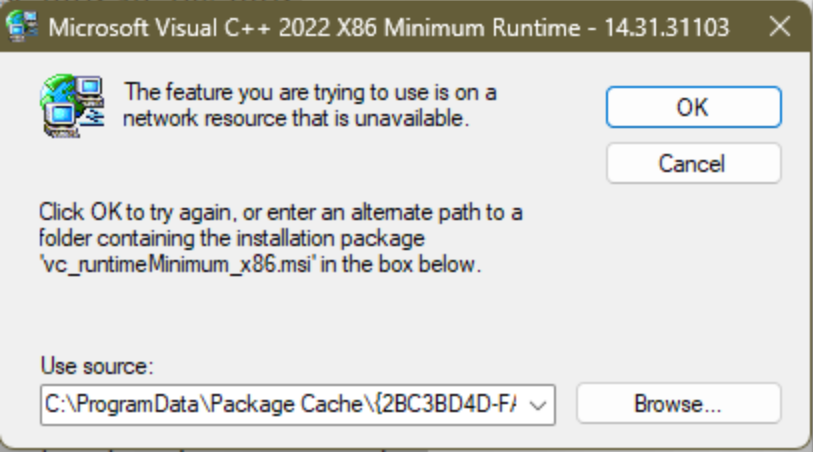 Microsoft Visual C++ 2022 X86 Minimum Runtime - 14.31.31103
The feature you are trying to use is on a
network resource that is unavailable.
OK
Cancel
Click OK to try again, or enter an alternate path to a
folder containing the installation package
'vc_runtimeMinimum_x86.msi' in the box below.
Use source:
C:\ProgramData\Package Cache\{2BC3BD4D-F
Browse...